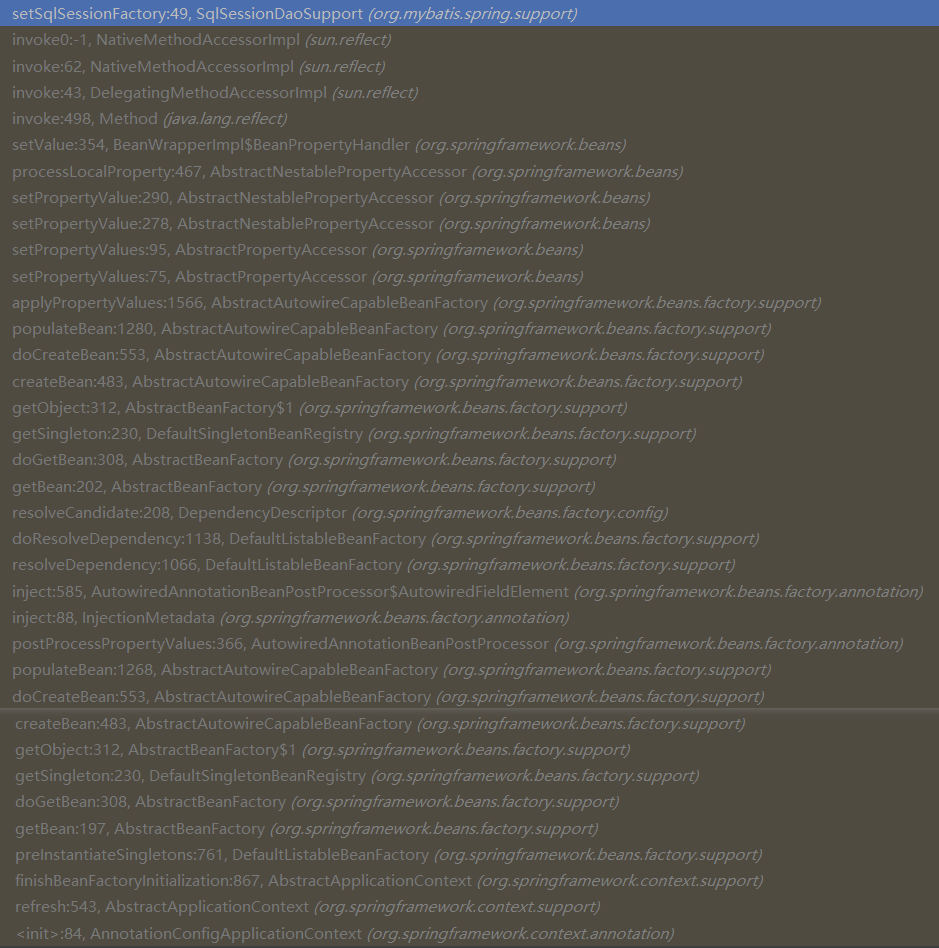 setSqlSessionFactory:49, SqlSessionDaoSupport (org.mybatis.spring.support)
invoke0:-1, NativeMethodAccessorImpl (sun.reflect)
invoke:62, NativeMethodAccessorImpl (sun.reflect)
invoke:43, DelegatingMethodAccessorImpl (sun.reflect)
invoke:498, Method (java.lang.reflect)
setValue:354, BeanWrapperImpl$BeanPropertyHandler (org.springframework.beans)
processLocalProperty:467, AbstractNestablePropertyAccessor (org.springframework.beans)
setPropertyValue:290, AbstractNestablePropertyAccessor (org.springframework.beans)
setPropertyValue:278, AbstractNestablePropertyAccessor (org.springframework.beans)
setPropertyValues:95, AbstractPropertyAccessor (org.springframework.beans)
setPropertyValues:75, AbstractPropertyAccessor (org.springframework.beans)
applyPropertyValues:1566, AbstractAutowireCapableBeanFactory (org.springframework.beans.factory.support)
populateBean:1280, AbstractAutowireCapableBeanFactory (org.springframework.beans.factory.support)
doCreateBean:553, AbstractAutowireCapableBeanFactory (org.springframework.beans.factory.support)
createBean:483, AbstractAutowireCapableBeanFactory (org.springframework.beans.factory.support)
getObject:312, AbstractBeanFactory$1 (org.springframework.beans.factory.support)
getSingleton:230, DefaultSingletonBeanRegistry (org.springframework.beans.factory.support)
doGetBean:308, AbstractBeanFactory (org.springframework.beans.factory.support)
getBean:202, AbstractBeanFactory (org.springframework.beans.factory.support)
resolveCandidate:208, DependencyDescriptor (org.springframework.beans.factory.config)
doResolveDependency:1138, DefaultListableBeanFactory (org.springframework.beans.factory.support)
resolveDependency:1066, DefaultListableBeanFactory (org.springframework.beans.factory.support)
inject:585, AutowiredAnnotationBeanPostProcessor$AutowiredFieldElement (org.springframework.beans.factory.annotation)
inject:88, InjectionMetadata (org.springframework.beans.factory.annotation)
postProcessPropertyValues:366, AutowiredAnnotationBeanPostProcessor (org.springframework.beans.factory.annotation)
populateBean:1268, AbstractAutowireCapableBeanFactory (org.springframework.beans.factory.support)
doCreateBean:553, AbstractAutowireCapableBeanFactory (org.springframework.beans.factory.support)
createBean:483, AbstractAutowireCapableBeanFactory (org.springframework.beans.factory.support)
getObject:312, AbstractBeanFactory$1 (org.springframework.beans.factory.support)
getSingleton:230, DefaultSingletonBeanRegistry (org.springframework.beans.factory.support)
doGetBean:308, AbstractBeanFactory (org.springframework.beans.factory.support)
getBean:197, AbstractBeanFactory (org.springframework.beans.factory.support)
preInstantiateSingletons:761, DefaultListableBeanFactory (org.springframework.beans.factory.support)
finishBeanFactoryInitialization:867, AbstractApplicationContext (org.springframework.context.support)
refresh:543, AbstractApplicationContext (org.springframework.context.support)
<init>:84, AnnotationConfigApplicationContext (org.springframework.context.annotation)